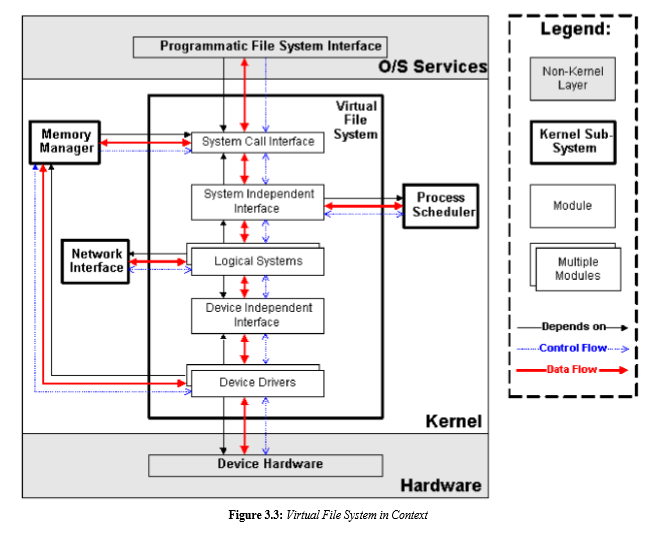 Programmatic File System Interface
O/S Services
Virtual
File
System
Memory
Manager
System Call Interface
System Independent
Interface
Process
Scheduler
Network
Interface
Logical Systems
Device Independent
Interface
Device Drivers
Kernel
Device Hardware
Hardware
Legend:
Non-Kernel
Layer
Kernel Sub-
System
Module
Multiple
Modules
Depends on
Control Flow
Data Flow
Figure 3.3: Virtual File System in Context